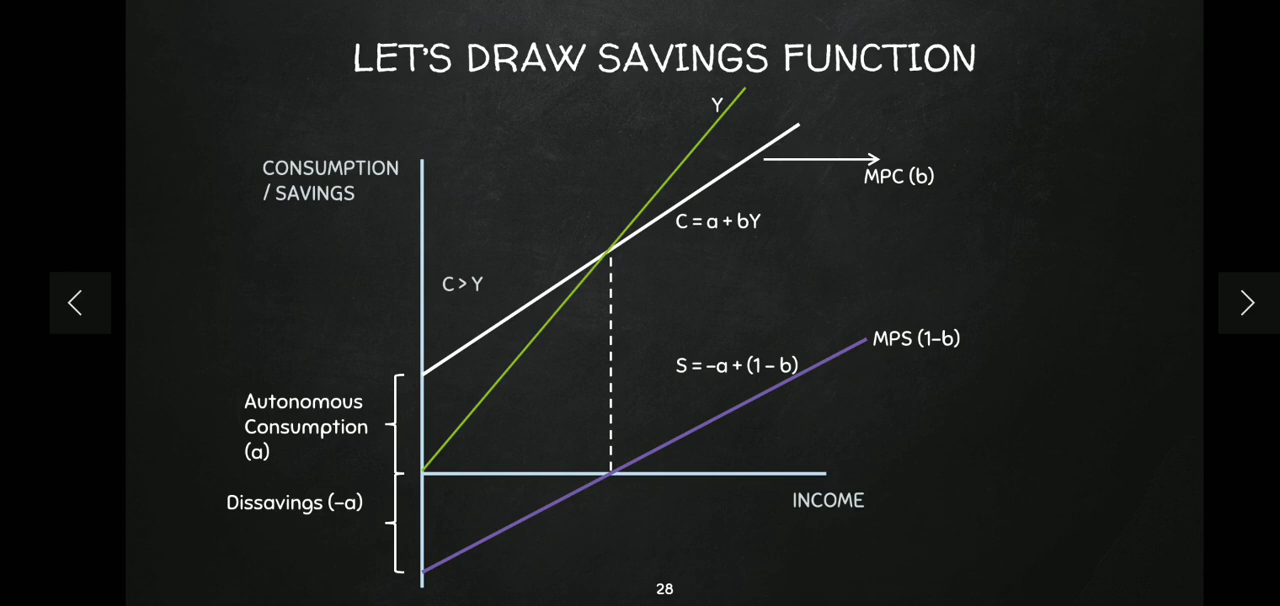 LET'S DRAW SAVINGS FUNCTION
Y
CONSUMPTION
/ SAVINGS
MPC (b)
C = a + bY
C > Y
MPS (1-b)
S = -a + (1 - b)
Autonomous
Consumption
(a)
Dissavings (-a)
INCOME
28